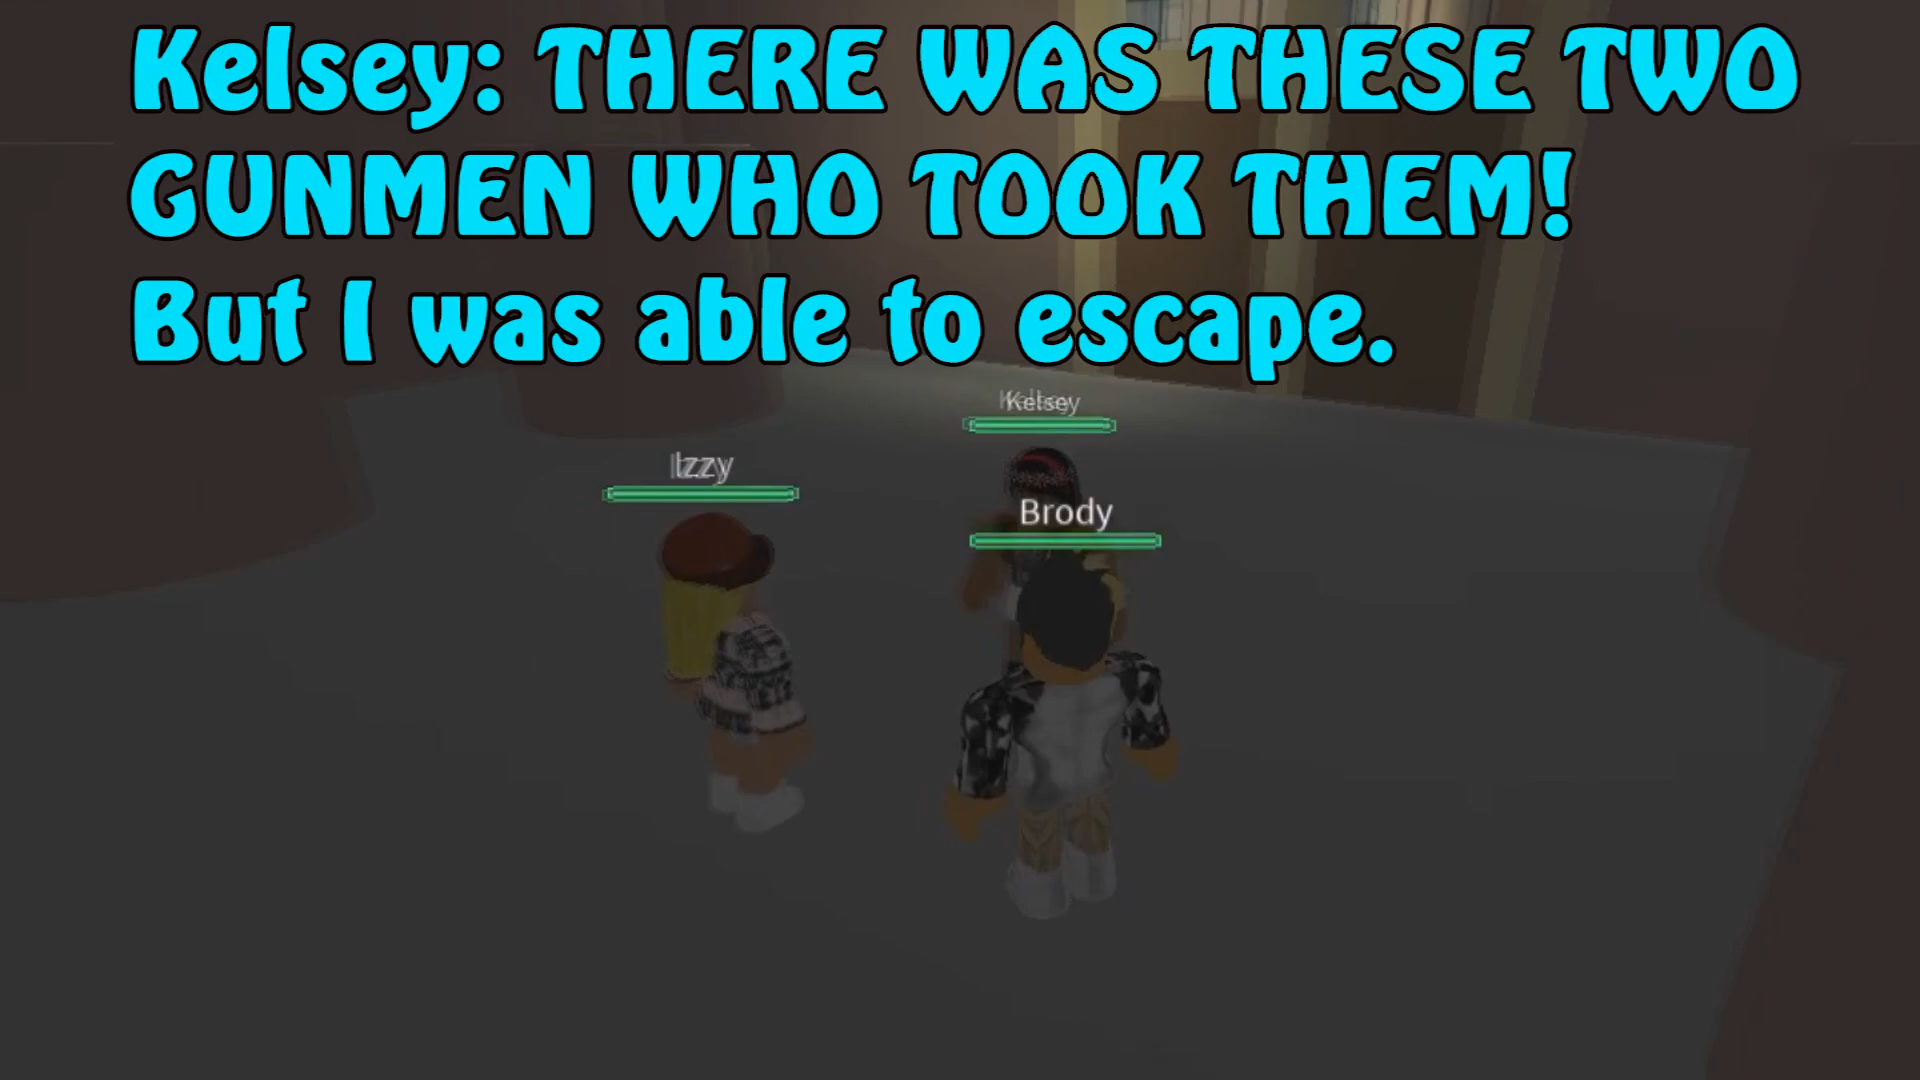 Kelsey: THERE WAS THESE TWO
GUNMEN WHO TOOK THEM!
But I was able to escape.
Kelsey
Izzy
Brody